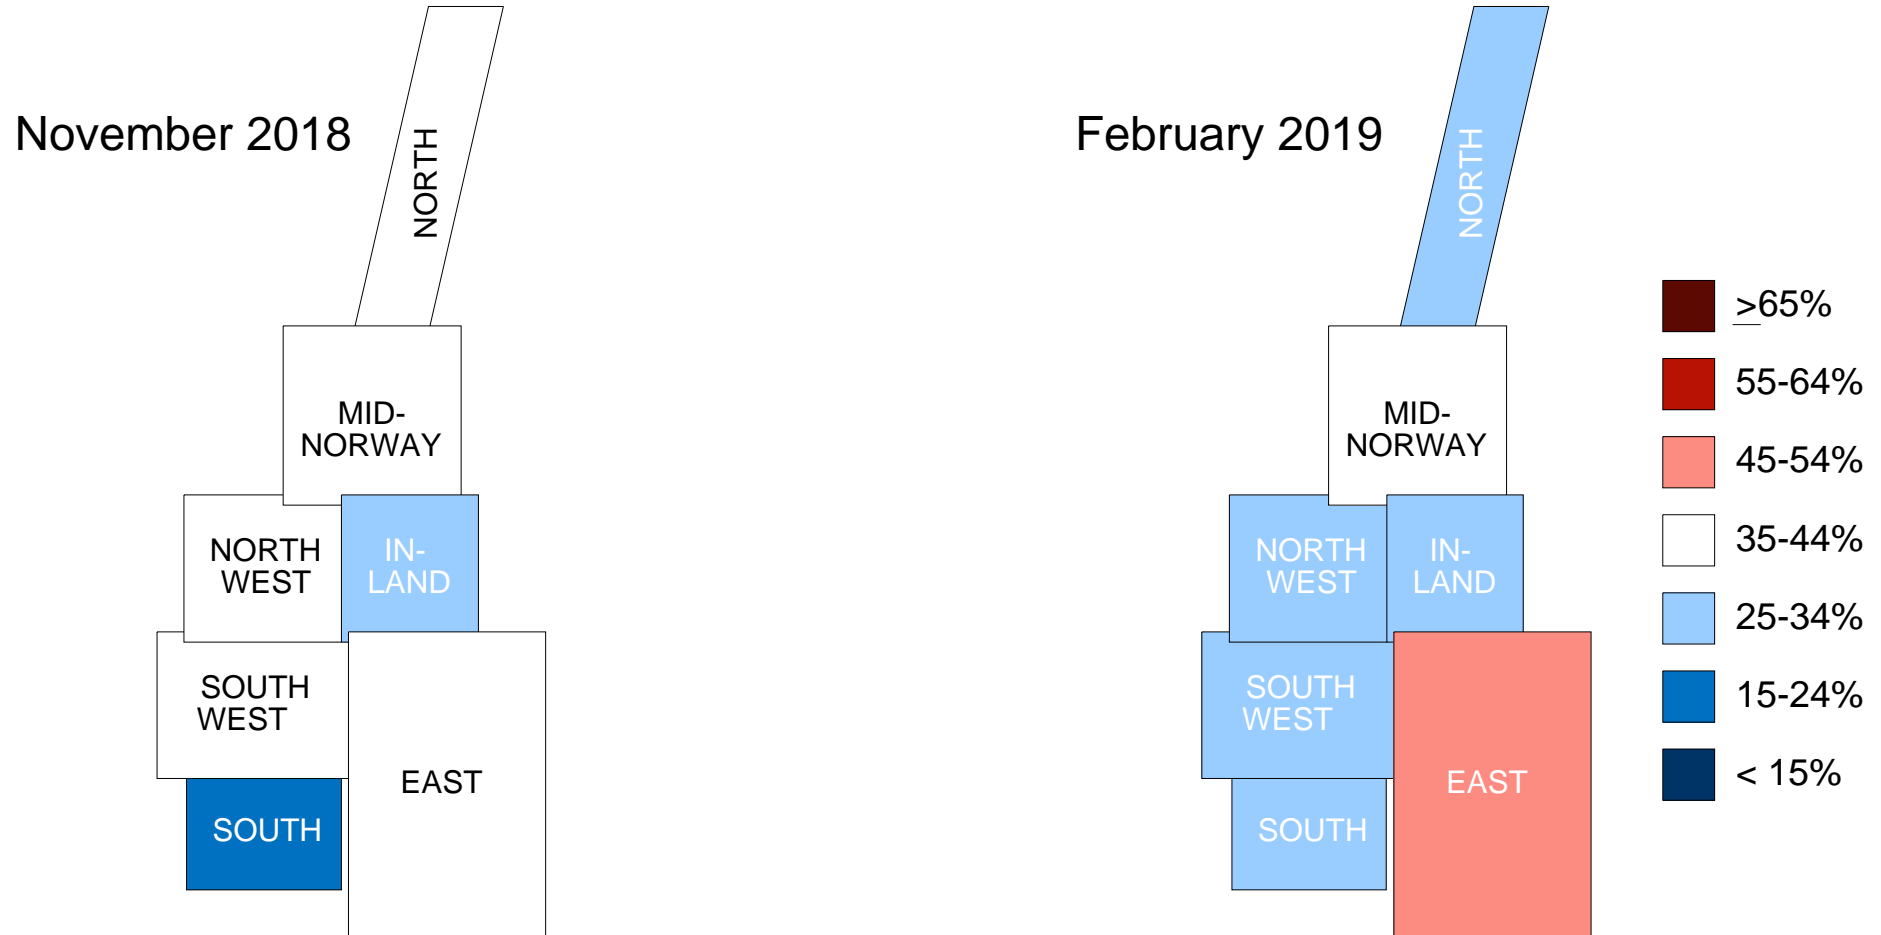 November 2018
NORTH
MID-
NORWAY
NORTH
WEST
IN-
LAND
SOUTH
WEST
EAST
SOUTH
February 2019
NORTH
MID-
NORWAY
NORTH
WEST
IN-
LAND
SOUTH
WEST
EAST
SOUTH
≥65%
55-64%
45-54%
35-44%
25-34%
15-24%
< 15%